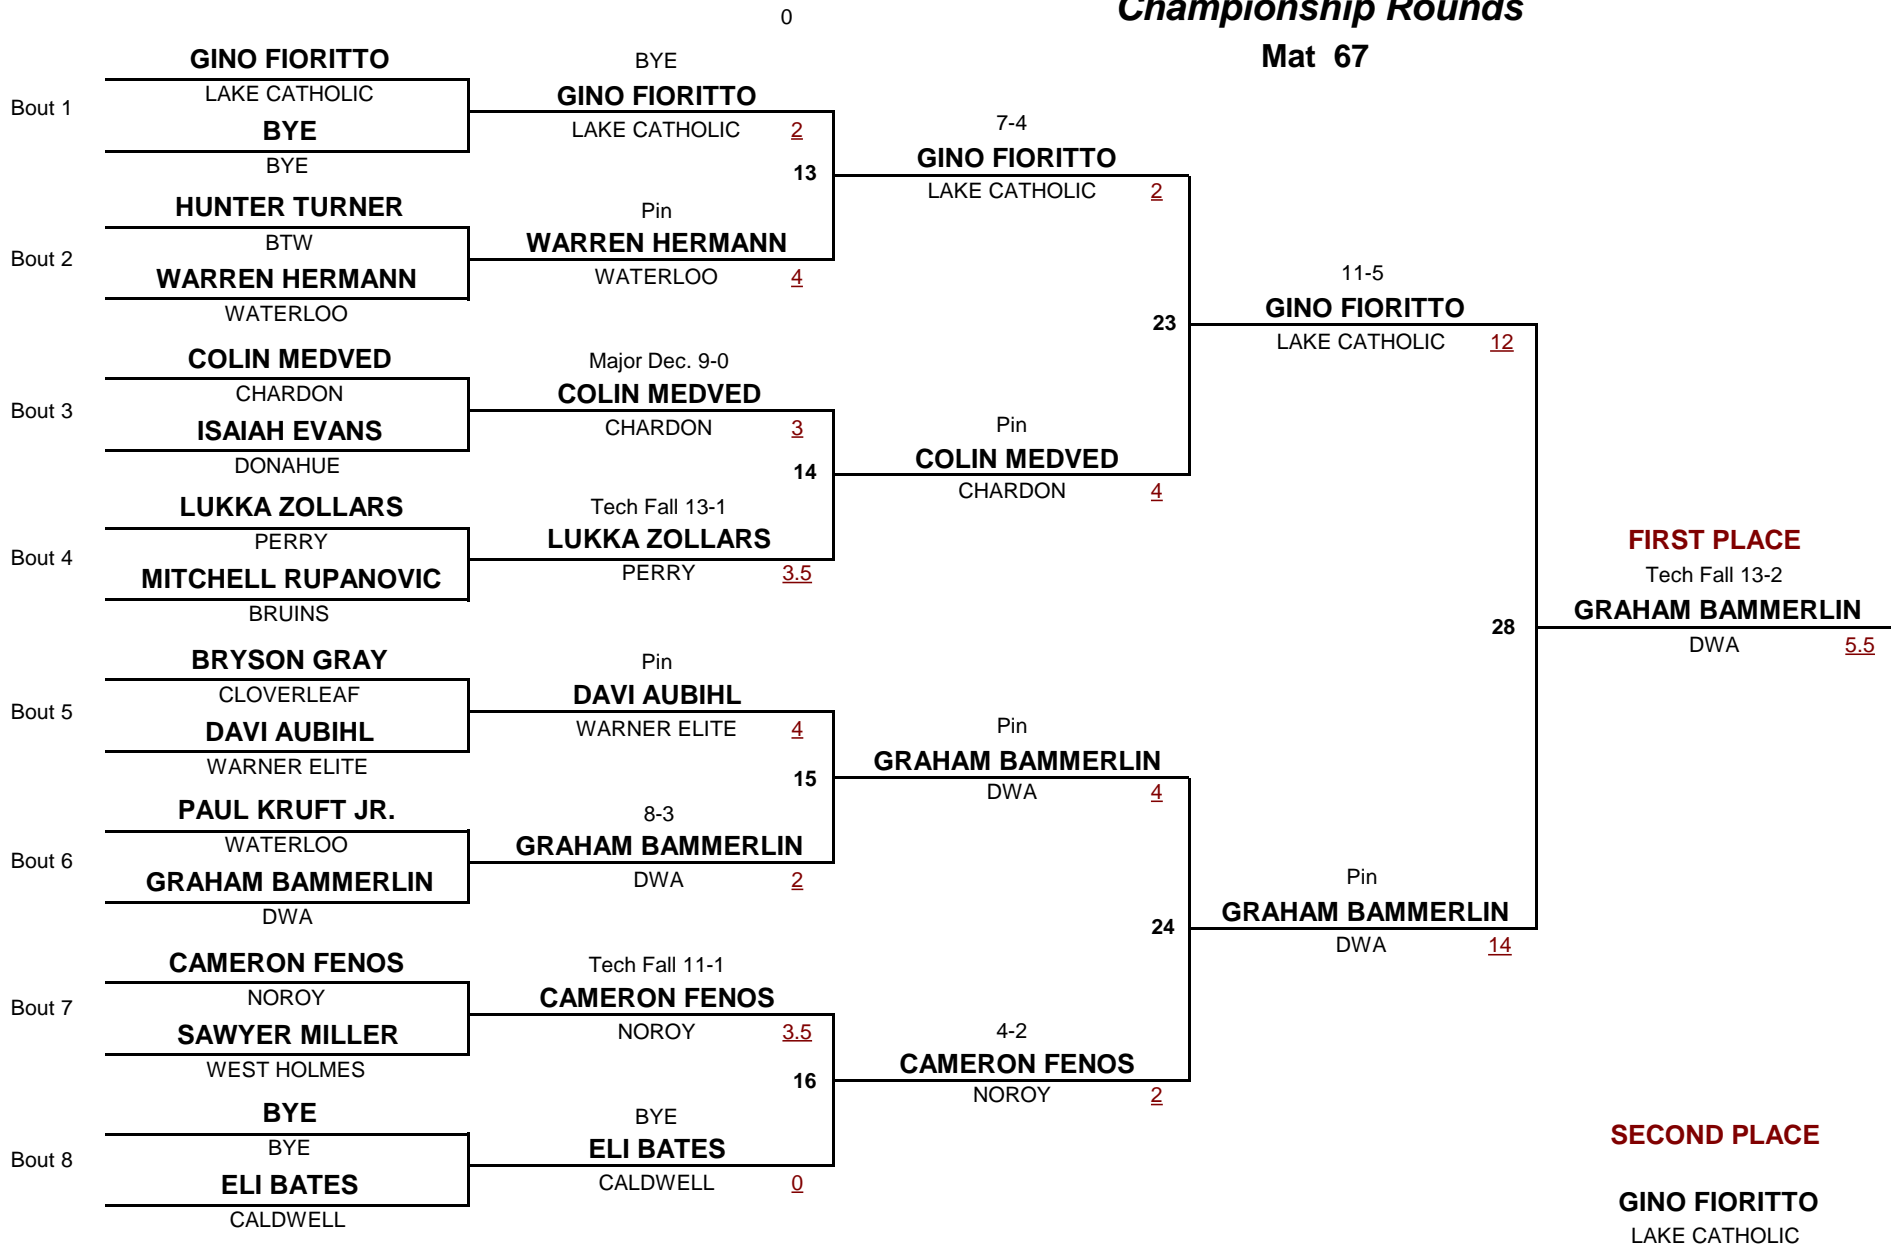 0
Championship Rounds
Mat 67
Bout 1
GINO FIORITTO
LAKE CATHOLIC
BYE
BYE
Bout 2
HUNTER TURNER
BTW
WARREN HERMANN
WATERLOO
Bout 3
COLIN MEDVED
CHARDON
ISAIAH EVANS
DONAHUE
Bout 4
LUKKA ZOLLARS
PERRY
MITCHELL RUPANOVIC
BRUINS
Bout 5
BRYSON GRAY
CLOVERLEAF
DAVI AUBIHL
WARNER ELITE
Bout 6
PAUL KRUFT JR.
WATERLOO
GRAHAM BAMMERLIN
DWA
Bout 7
CAMERON FENOS
NOROY
SAWYER MILLER
WEST HOLMES
Bout 8
BYE
BYE
ELI BATES
CALDWELL
BYE
GINO FIORITTO
LAKE CATHOLIC 2
13
Pin
WARREN HERMANN
WATERLOO 4
Major Dec. 9-0
COLIN MEDVED
CHARDON 3
14
Tech Fall 13-1
LUKKA ZOLLARS
PERRY 3.5
Pin
DAVI AUBIHL
WARNER ELITE 4
15
8-3
GRAHAM BAMMERLIN
DWA 2
Tech Fall 11-1
CAMERON FENOS
NOROY 3.5
16
BYE
ELI BATES
CALDWELL 0
7-4
GINO FIORITTO
LAKE CATHOLIC 2
23
Pin
COLIN MEDVED
CHARDON 4
Pin
GRAHAM BAMMERLIN
DWA 4
24
4-2
CAMERON FENOS
NOROY 2
11-5
GINO FIORITTO
LAKE CATHOLIC 12
28
Pin
GRAHAM BAMMERLIN
DWA 14
FIRST PLACE
Tech Fall 13-2
GRAHAM BAMMERLIN
DWA 5.5
SECOND PLACE
GINO FIORITTO
LAKE CATHOLIC